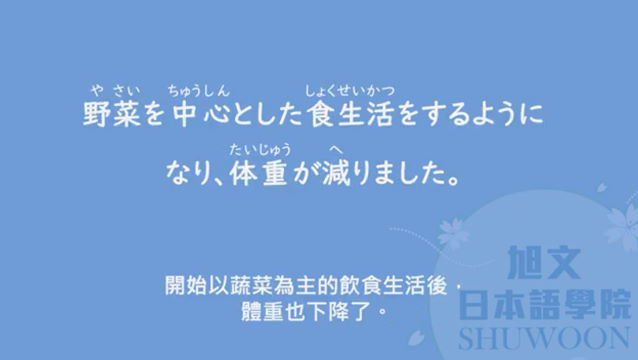 や さい ちゅうしん しょくせいかつ
野菜を中心とした食生活をするように
たいじゅう へ
なり、体重が減りました。
開始以蔬菜為主的飲食生活後，
體重也下降了。
旭文
日本語學院
SHUWOON